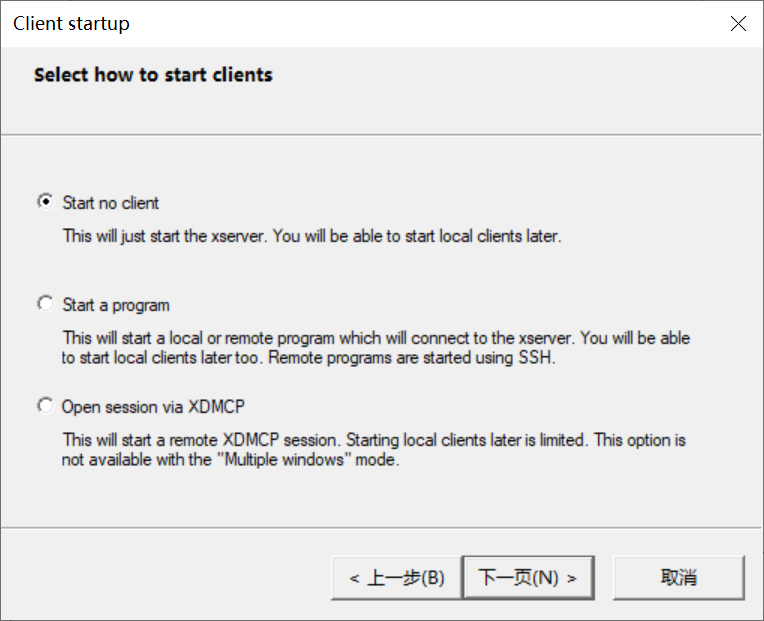 Client startup
Select how to start clients
Start no client
This will just start the xserver. You will be able to start local clients later.
Start a program
This will start a local or remote program which will connect to the xserver. You will be able
to start local clients later too. Remote programs are started using SSH.
Open session via XDMCP
This will start a remote XDMCP session. Starting local clients later is limited. This option is
not available with the "Multiple windows" mode.
< 上一步(B) 下一页(N) > 取消